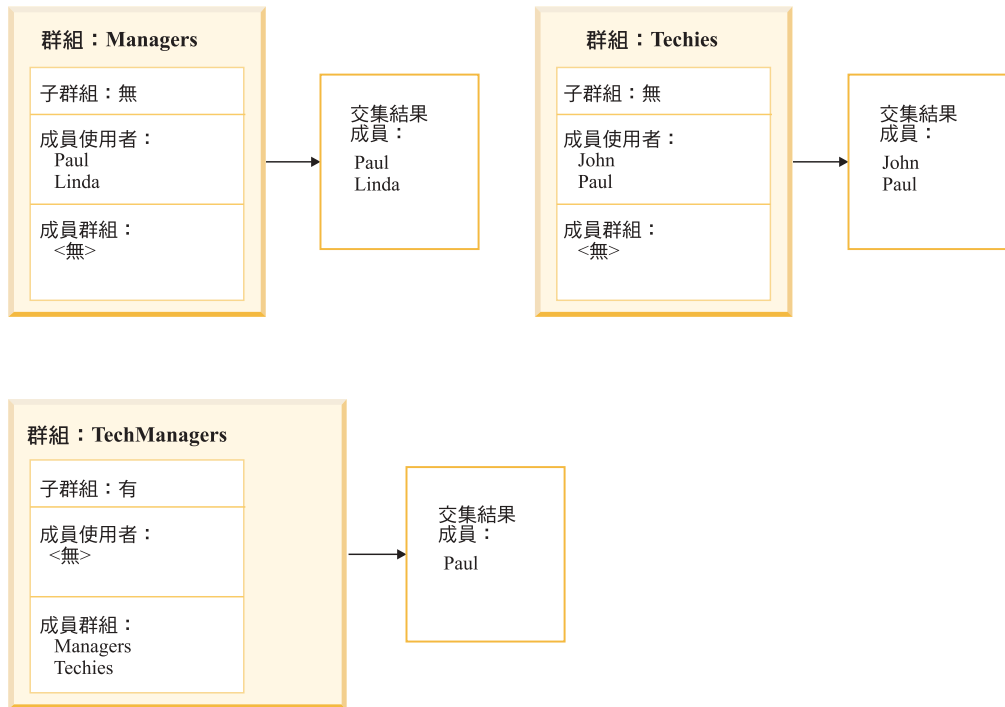 群組：Managers
子群組：無
成員使用者：
Paul
Linda
成員群組：
<無>
交集結果
成員：
Paul
Linda
群組：Techies
子群組：無
成員使用者：
John
Paul
成員群組：
<無>
交集結果
成員：
John
Paul
群組：TechManagers
子群組：有
成員使用者：
<無>
成員群組：
Managers
Techies
交集結果
成員：
Paul